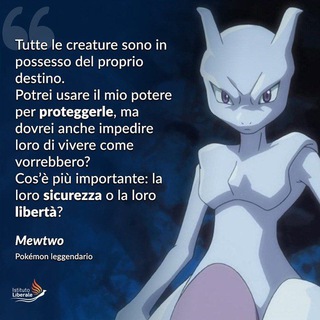 Tutte le creature sono in
possesso del proprio
destino.
Potrei usare il mio potere
per proteggerle, ma
dovrei anche impedire
loro di vivere come
vorrebbero?
Cos'è più importante: la
loro sicurezza o la loro
libertà?
Mewtwo
Pokémon leggendario
Istituto
Liberale